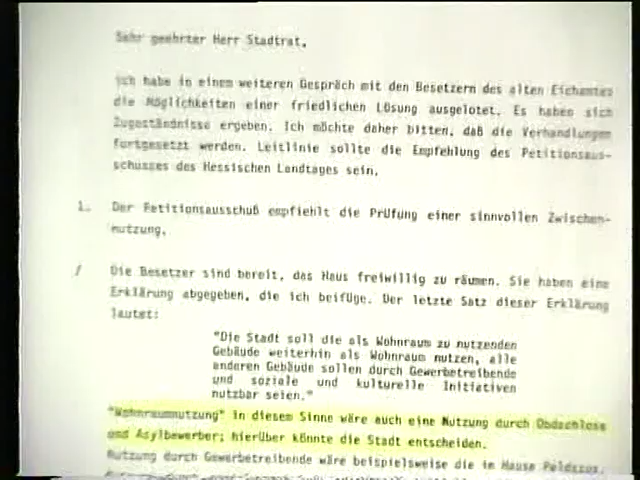 Sehr geehrter Herr Stadtrat,
ich habe in einem weiteren Gespräch mit den Besetzern des alten Eichamtes
die Möglichkeiten einer friedlichen Lösung ausgelotet. Es haben sich
Zugeständnisse ergeben. Ich möchte daher bitten, daß die Verhandlungen
fortgesetzt werden. Leitlinie sollte die Empfehlung des Petitionsaus-
schusses des Hessischen Landtages sein.
1. Der Petitionsausschuß empfiehlt die Prüfung einer sinnvollen Zwischen-
nutzung.
/ Die Besetzer sind bereit, das Haus freiwillig zu räumen. Sie haben eine
Erklärung abgegeben, die ich beifüge. Der letzte Satz dieser Erklärung
lautet:
"Die Stadt soll die als Wohnraum zu nutzenden
Gebäude weiterhin als Wohnraum nutzen, alle
anderen Gebäude sollen durch Gewerbetreibende
und soziale und kulturelle Initiativen
nutzbar seien."
"Wohnraumnutzung" in diesem Sinne wäre auch eine Nutzung durch Obdachlose
und Asylbewerber; hierüber könnte die Stadt entscheiden.
Nutzung durch Gewerbetreibende wäre beispielsweise die im Hause